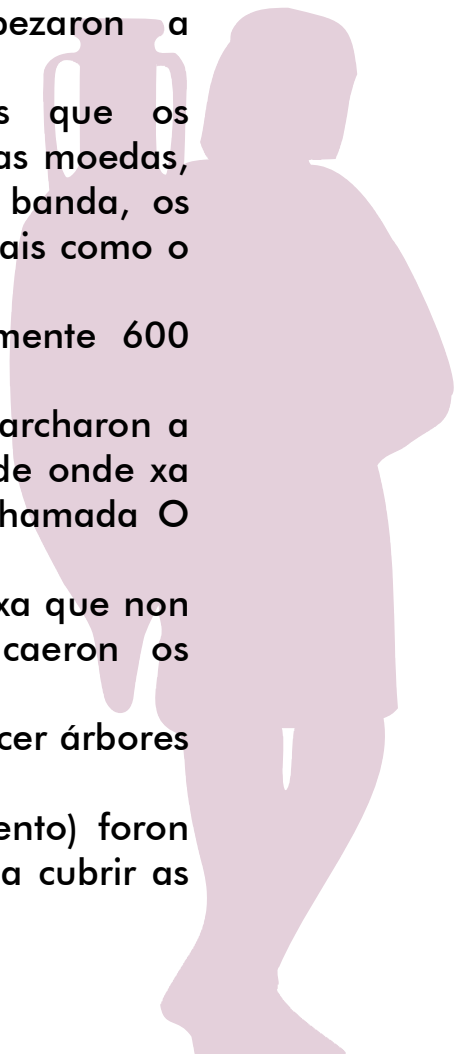 pezaron a
s que os
as moedas,
banda, os
ais como o
mente 600
archaron a
de onde xa
hamada O
xa que non
caeron os
cer árbores
ento) foron
a cubrir as